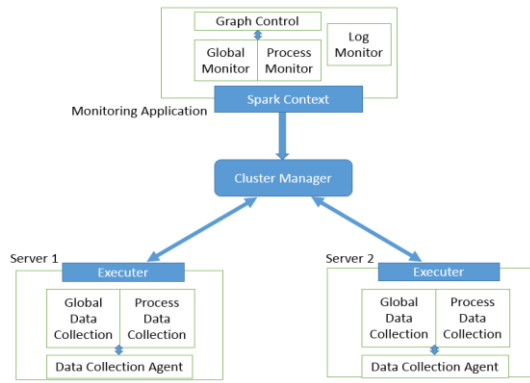 Graph Control
Global
Monitor
Process
Monitor
Log
Monitor
Spark Context
Monitoring Application
Cluster Manager
Server 1
Executer
Global
Data
Collection
Process
Data
Collection
Data Collection Agent
Server 2
Executer
Global
Data
Collection
Process
Data
Collection
Data Collection Agent